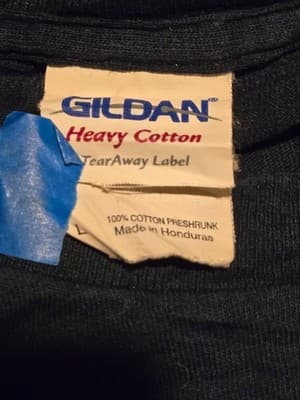 GILDAN®
Heavy Cotton
TearAway Label
100% COTTON PRESHRUNK
Made in Honduras